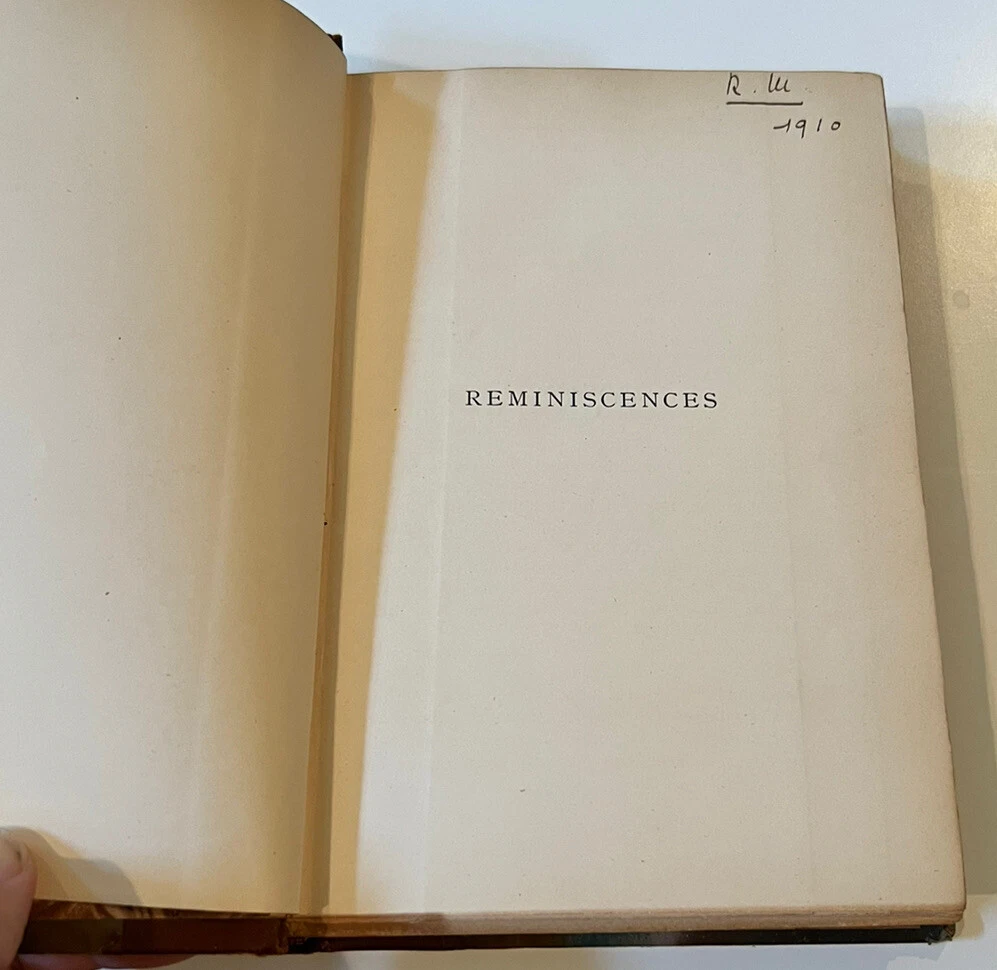 R. M.
1910
REMINISCENCES